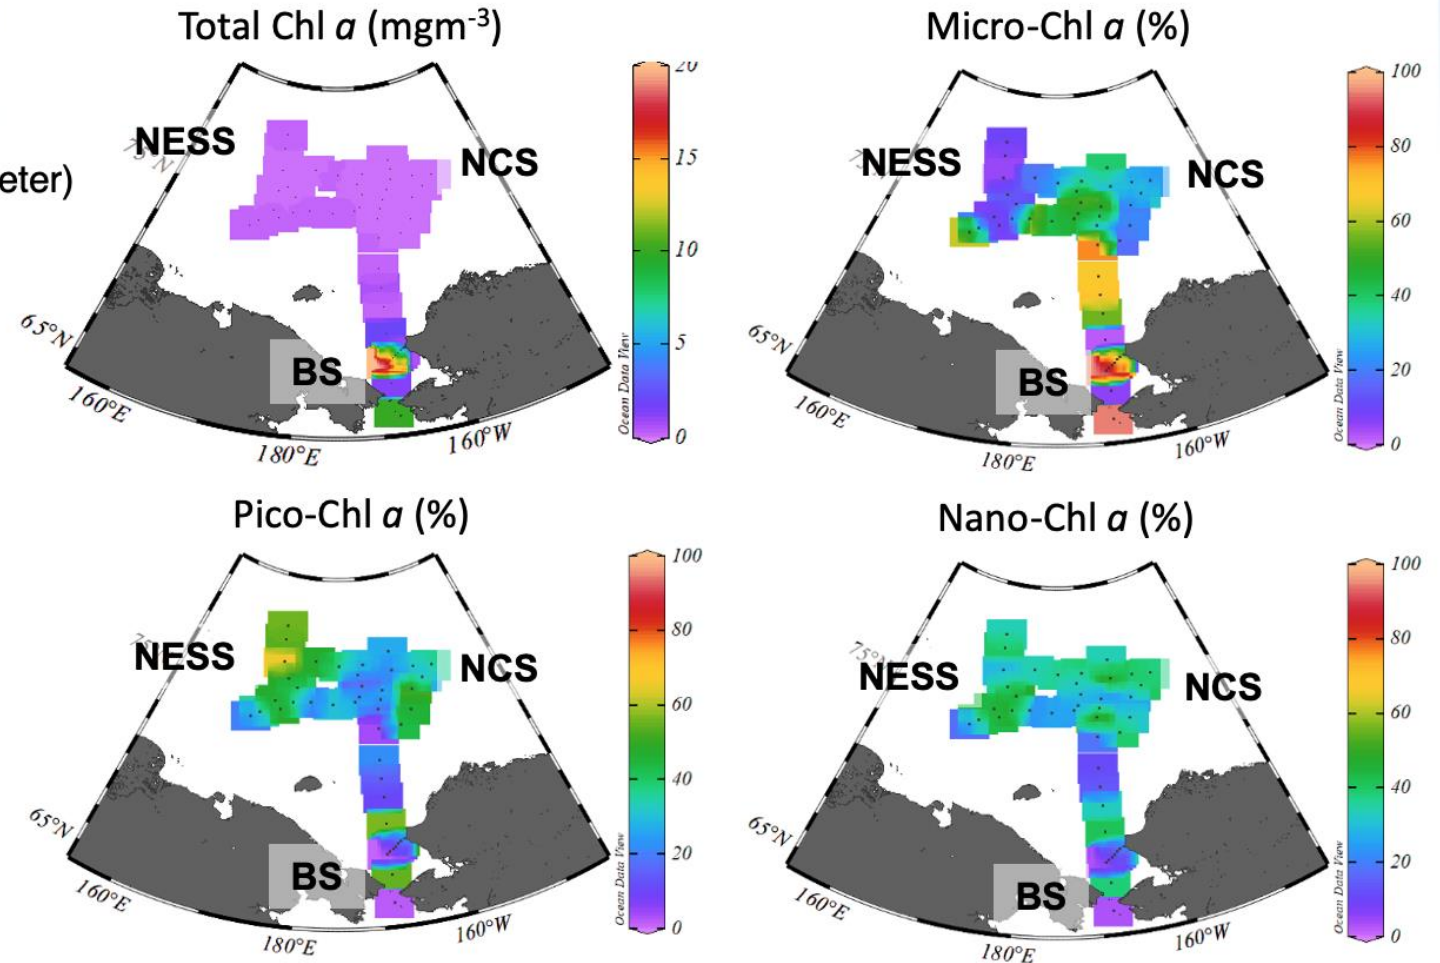 Total Chl a (mgm-3)
NESS
75°N
NCS
BS
65°N
160°E
180°E
160°W
20
15
10
5
0
Ocean Data View
eter)
Micro-Chl a (%)
NESS
NCS
BS
65°N
160°E
180°E
160°W
100
80
60
40
20
0
Ocean Data View
Pico-Chl a (%)
NESS
NCS
BS
65°N
160°E
180°E
160°W
100
80
60
40
20
0
Ocean Data View
Nano-Chl a (%)
75°N
NESS
NCS
BS
65°N
160°E
180°E
160°W
100
80
60
40
20
0
Ocean Data View